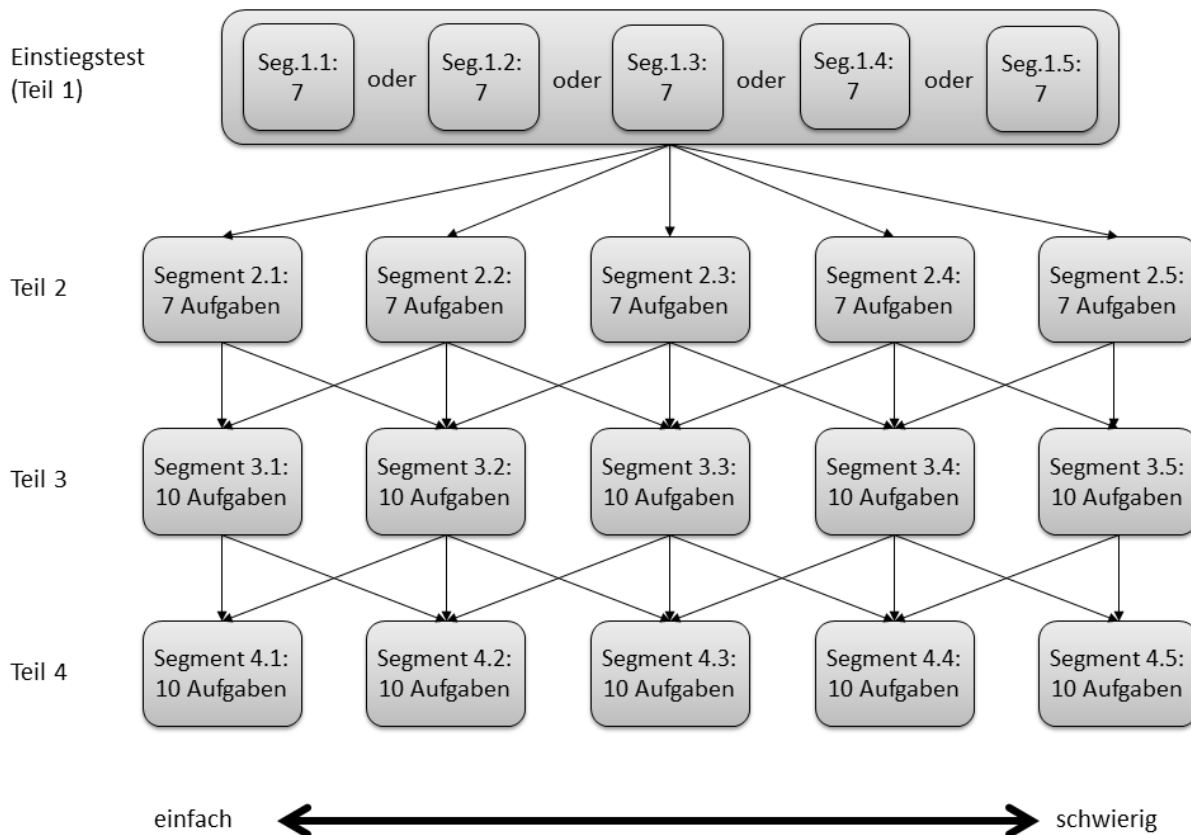 Einstiegstest
(Teil 1)
Seg.1.1:
7
oder
Seg.1.2:
7
oder
Seg.1.3:
7
oder
Seg.1.4:
7
oder
Seg.1.5:
7
Teil 2
Segment 2.1:
7 Aufgaben
Segment 2.2:
7 Aufgaben
Segment 2.3:
7 Aufgaben
Segment 2.4:
7 Aufgaben
Segment 2.5:
7 Aufgaben
Teil 3
Segment 3.1:
10 Aufgaben
Segment 3.2:
10 Aufgaben
Segment 3.3:
10 Aufgaben
Segment 3.4:
10 Aufgaben
Segment 3.5:
10 Aufgaben
Teil 4
Segment 4.1:
10 Aufgaben
Segment 4.2:
10 Aufgaben
Segment 4.3:
10 Aufgaben
Segment 4.4:
10 Aufgaben
Segment 4.5:
10 Aufgaben
einfach
schwierig